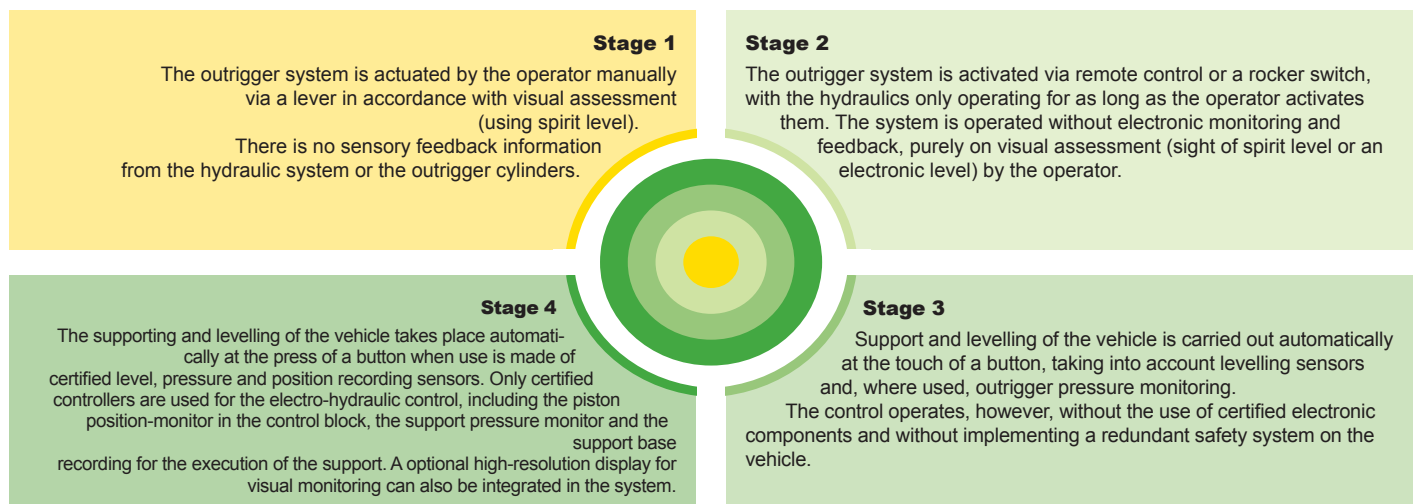 Stage 1
The outrigger system is actuated by the operator manually
via a lever in accordance with visual assessment
(using spirit level).
There is no sensory feedback information
from the hydraulic system or the outrigger cylinders.
Stage 2
The outrigger system is activated via remote control or a rocker switch,
with the hydraulics only operating for as long as the operator activates
them. The system is operated without electronic monitoring and
feedback, purely on visual assessment (sight of spirit level or an
electronic level) by the operator.
Stage 4
The supporting and levelling of the vehicle takes place automati-
cally at the press of a button when use is made of
certified level, pressure and position recording sensors. Only certified
controllers are used for the electro-hydraulic control, including the piston
position-monitor in the control block, the support pressure monitor and the
support base
recording for the execution of the support. A optional high-resolution display for
visual monitoring can also be integrated in the system.
Stage 3
Support and levelling of the vehicle is carried out automatically
at the touch of a button, taking into account levelling sensors
and, where used, outrigger pressure monitoring.
The control operates, however, without the use of certified electronic
components and without implementing a redundant safety system on the
vehicle.